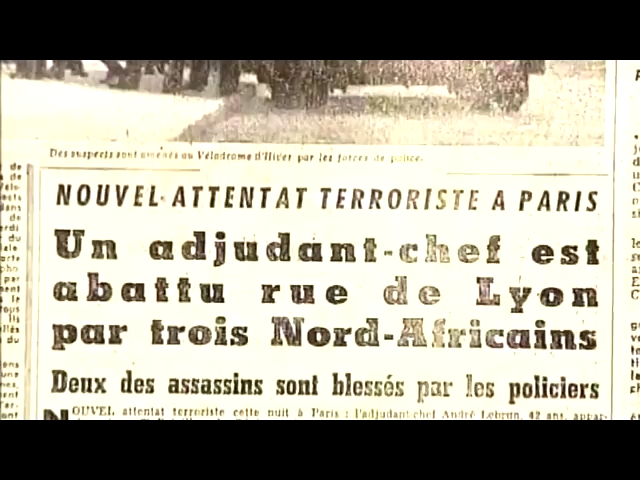 Des suspects sont amenés au Vélodrome d'Hiver par les forces de police.
NOUVEL ATTENTAT TERRORISTE A PARIS
Un adjudant-chef est
abattu rue de Lyon
par trois Nord-Africains
Deux des assassins sont blessés par les policiers
NOUVEL attentat terroriste cette nuit à Paris : l'adjudant-chef André Lebrun, 42 ans, appar-